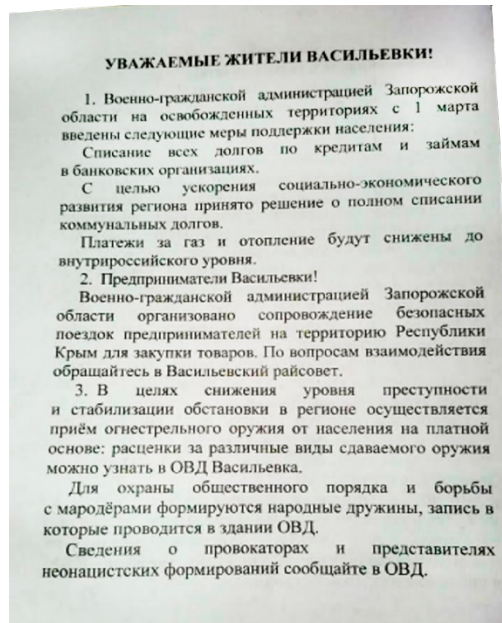 УВАЖАЕМЫЕ ЖИТЕЛИ ВАСИЛЬЕВКИ!
1. Военно-гражданской администрацией Запорожской
области на освобожденных территориях с 1 марта
введены следующие меры поддержки населения:
Списание всех долгов по кредитам и займам
в банковских организациях.
С целью ускорения социально-экономического
развития региона принято решение о полном списании
коммунальных долгов.
Платежи за газ и отопление будут снижены до
внутрироссийского уровня.
2. Предприниматели Васильевки!
Военно-гражданской администрацией Запорожской
области организовано сопровождение безопасных
поездок предпринимателей на территорию Республики
Крым для закупки товаров. По вопросам взаимодействия
обращайтесь в Васильевский райсовет.
3. В целях снижения уровня преступности
и стабилизации обстановки в регионе осуществляется
приём огнестрельного оружия от населения на платной
основе: расценки за различные виды сдаваемого оружия
можно узнать в ОВД Васильевка.
Для охраны общественного порядка и борьбы
с мародёрами формируются народные дружины, запись в
которые проводится в здании ОВД.
Сведения о провокаторах и представителях
неонацистских формирований сообщайте в ОВД.